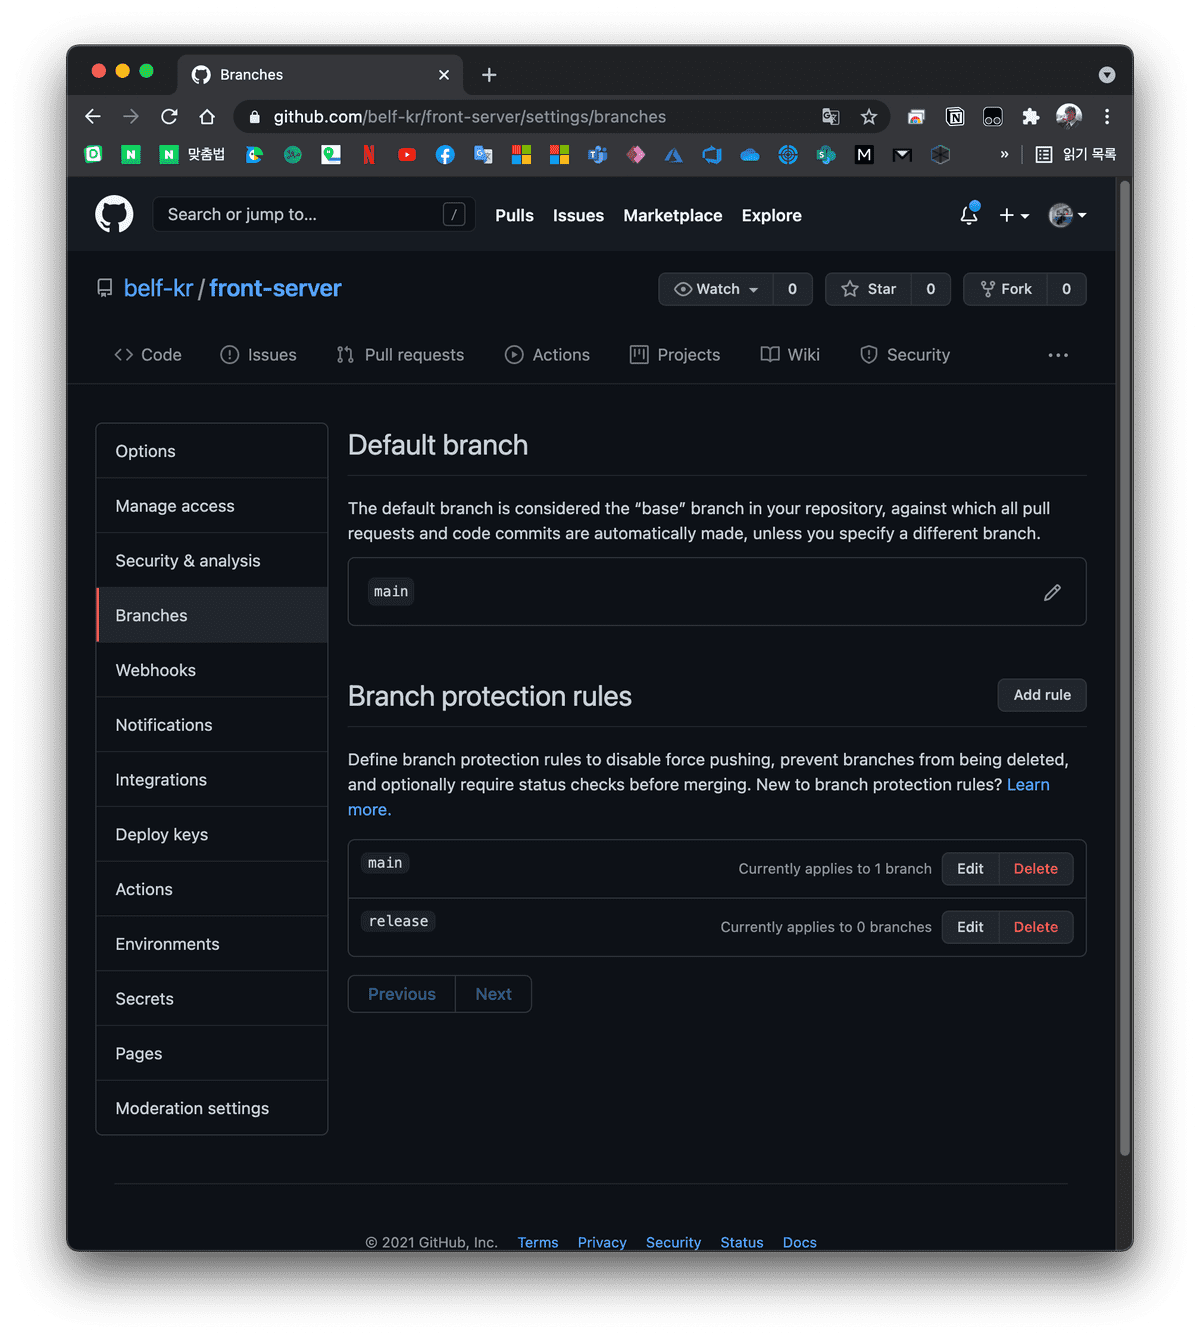 Branches
github.com/belf-kr/front-server/settings/branches
N
N 맞춤법
N
M
» 읽기 목록
Search or jump to... /
Pulls Issues Marketplace Explore
belf-kr / front-server
Watch 0 Star 0 Fork 0
Code Issues Pull requests Actions Projects Wiki Security
Options
Manage access
Security & analysis
Branches
Webhooks
Notifications
Integrations
Deploy keys
Actions
Environments
Secrets
Pages
Moderation settings
Default branch
The default branch is considered the “base” branch in your repository, against which all pull
requests and code commits are automatically made, unless you specify a different branch.
main
Branch protection rules
Add rule
Define branch protection rules to disable force pushing, prevent branches from being deleted,
and optionally require status checks before merging. New to branch protection rules? Learn
more.
main Currently applies to 1 branch Edit Delete
release Currently applies to 0 branches Edit Delete
Previous Next
© 2021 GitHub, Inc. Terms Privacy Security Status Docs